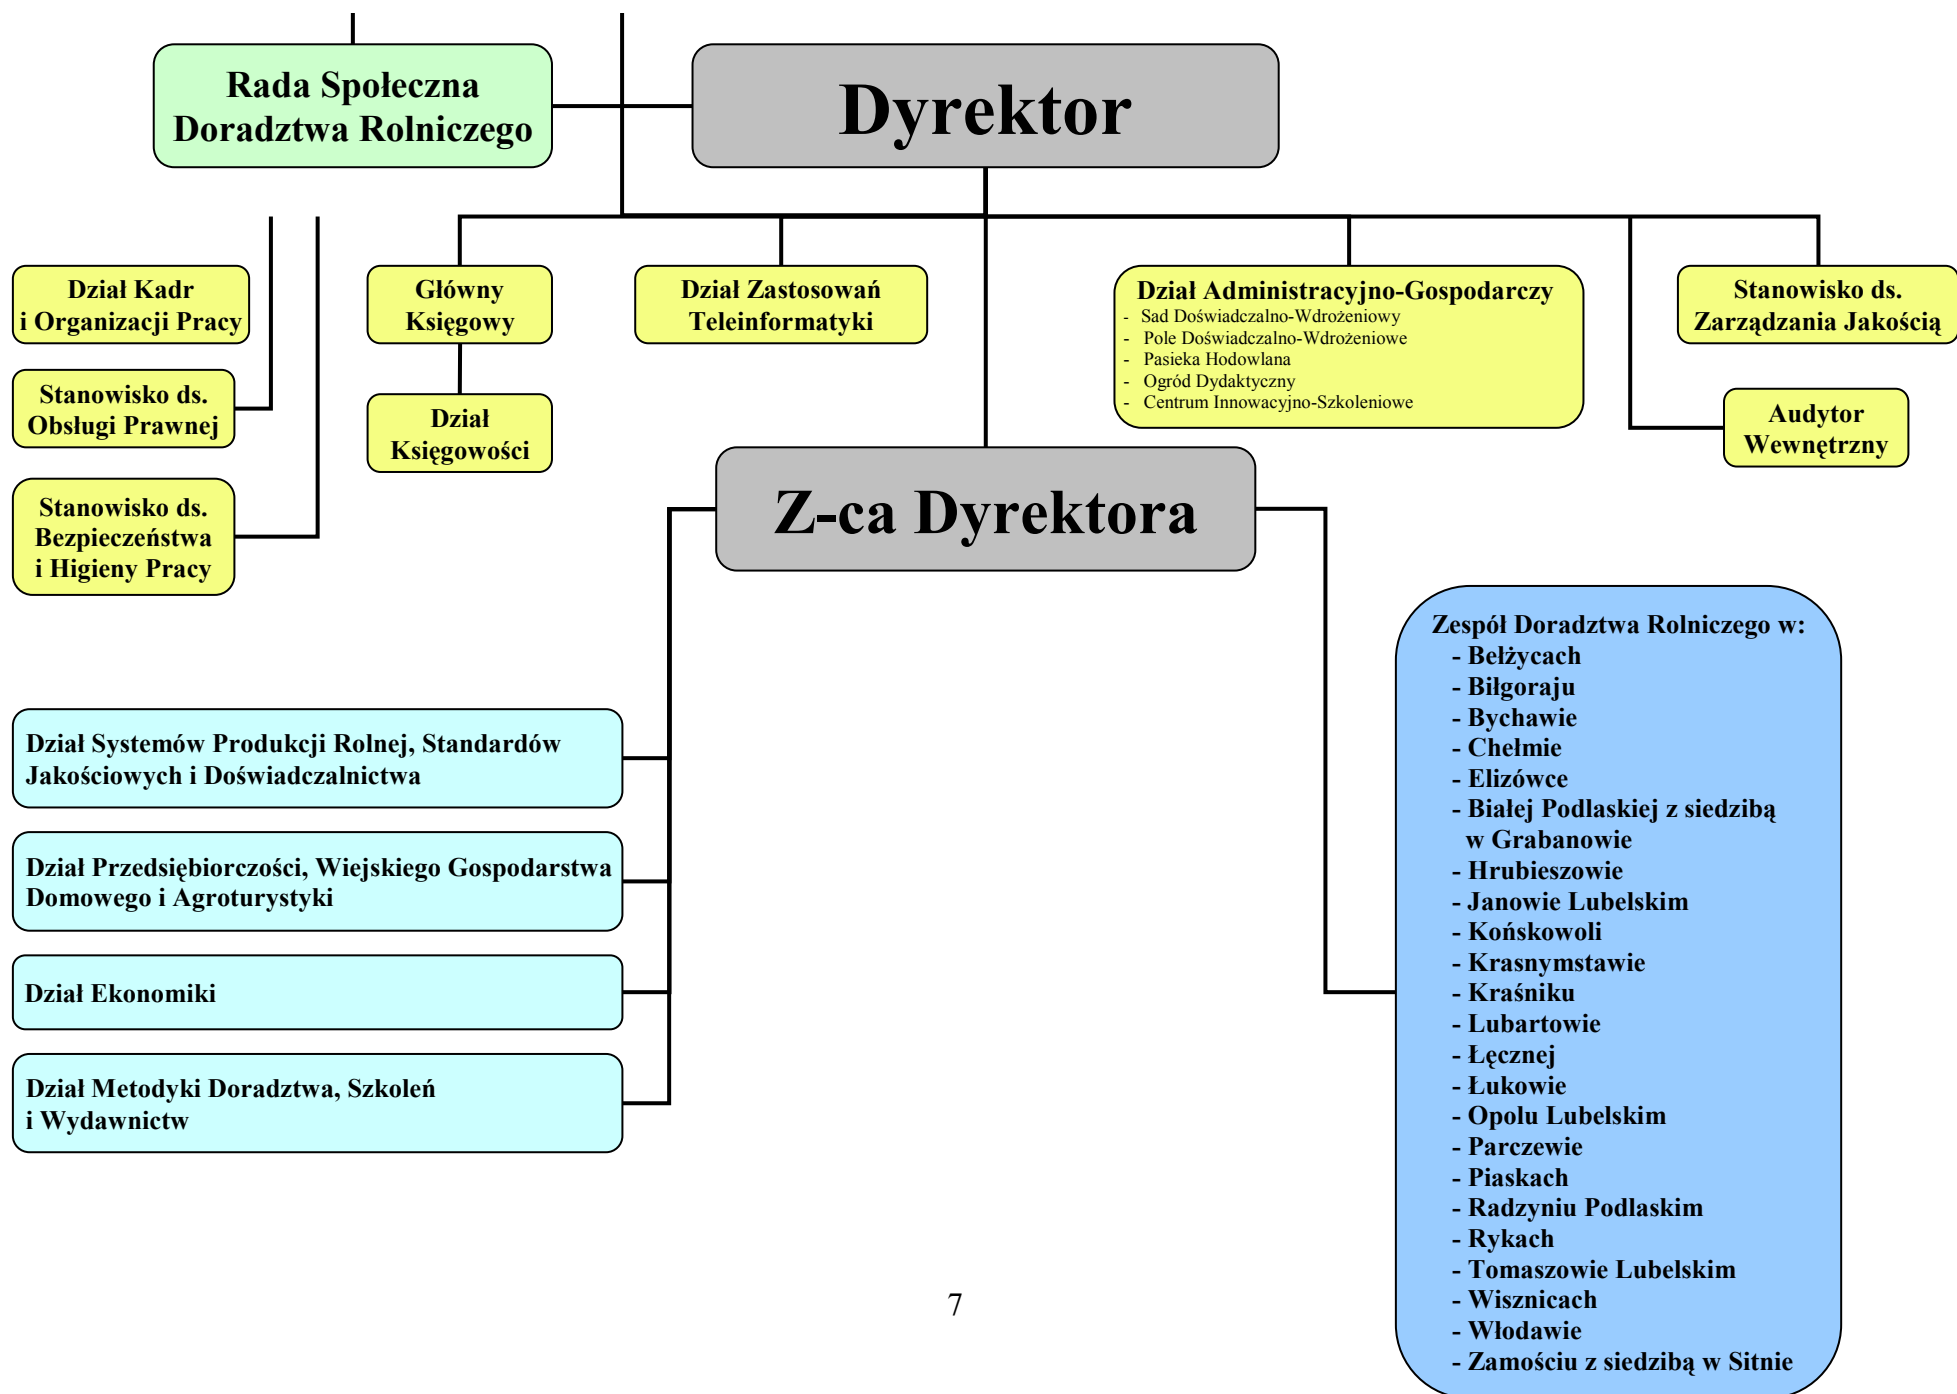 Rada Społeczna
Doradztwa Rolniczego
Dyrektor
Dział Kadr
i Organizacji Pracy
Główny
Księgowy
Dział Zastosowań
Teleinformatyki
Dział Administracyjno-Gospodarczy
- Sad Doświadczalno-Wdrożeniowy
- Pole Doświadczalno-Wdrożeniowe
- Pasieka Hodowlana
- Ogród Dydaktyczny
- Centrum Innowacyjno-Szkoleniowe
Stanowisko ds.
Zarządzania Jakością
Stanowisko ds.
Obsługi Prawnej
Dział
Księgowości
Audytor
Wewnętrzny
Stanowisko ds.
Bezpieczeństwa
i Higieny Pracy
Z-ca Dyrektora
Dział Systemów Produkcji Rolnej, Standardów
Jakościowych i Doświadczalnictwa
Dział Przedsiębiorczości, Wiejskiego Gospodarstwa
Domowego i Agroturystyki
Dział Ekonomiki
Dział Metodyki Doradztwa, Szkoleń
i Wydawnictw
Zespół Doradztwa Rolniczego w:
- Bełżycach
- Biłgoraju
- Bychawie
- Chełmie
- Elizówce
- Białej Podlaskiej z siedzibą
w Grabanowie
- Hrubieszowie
- Janowie Lubelskim
- Końskowoli
- Krasnymstawie
- Kraśniku
- Lubartowie
- Łęcznej
- Łukowie
- Opolu Lubelskim
- Parczewie
- Piaskach
- Radzyniu Podlaskim
- Rykach
- Tomaszowie Lubelskim
- Wisznicach
- Włodawie
- Zamościu z siedzibą w Sitnie
7